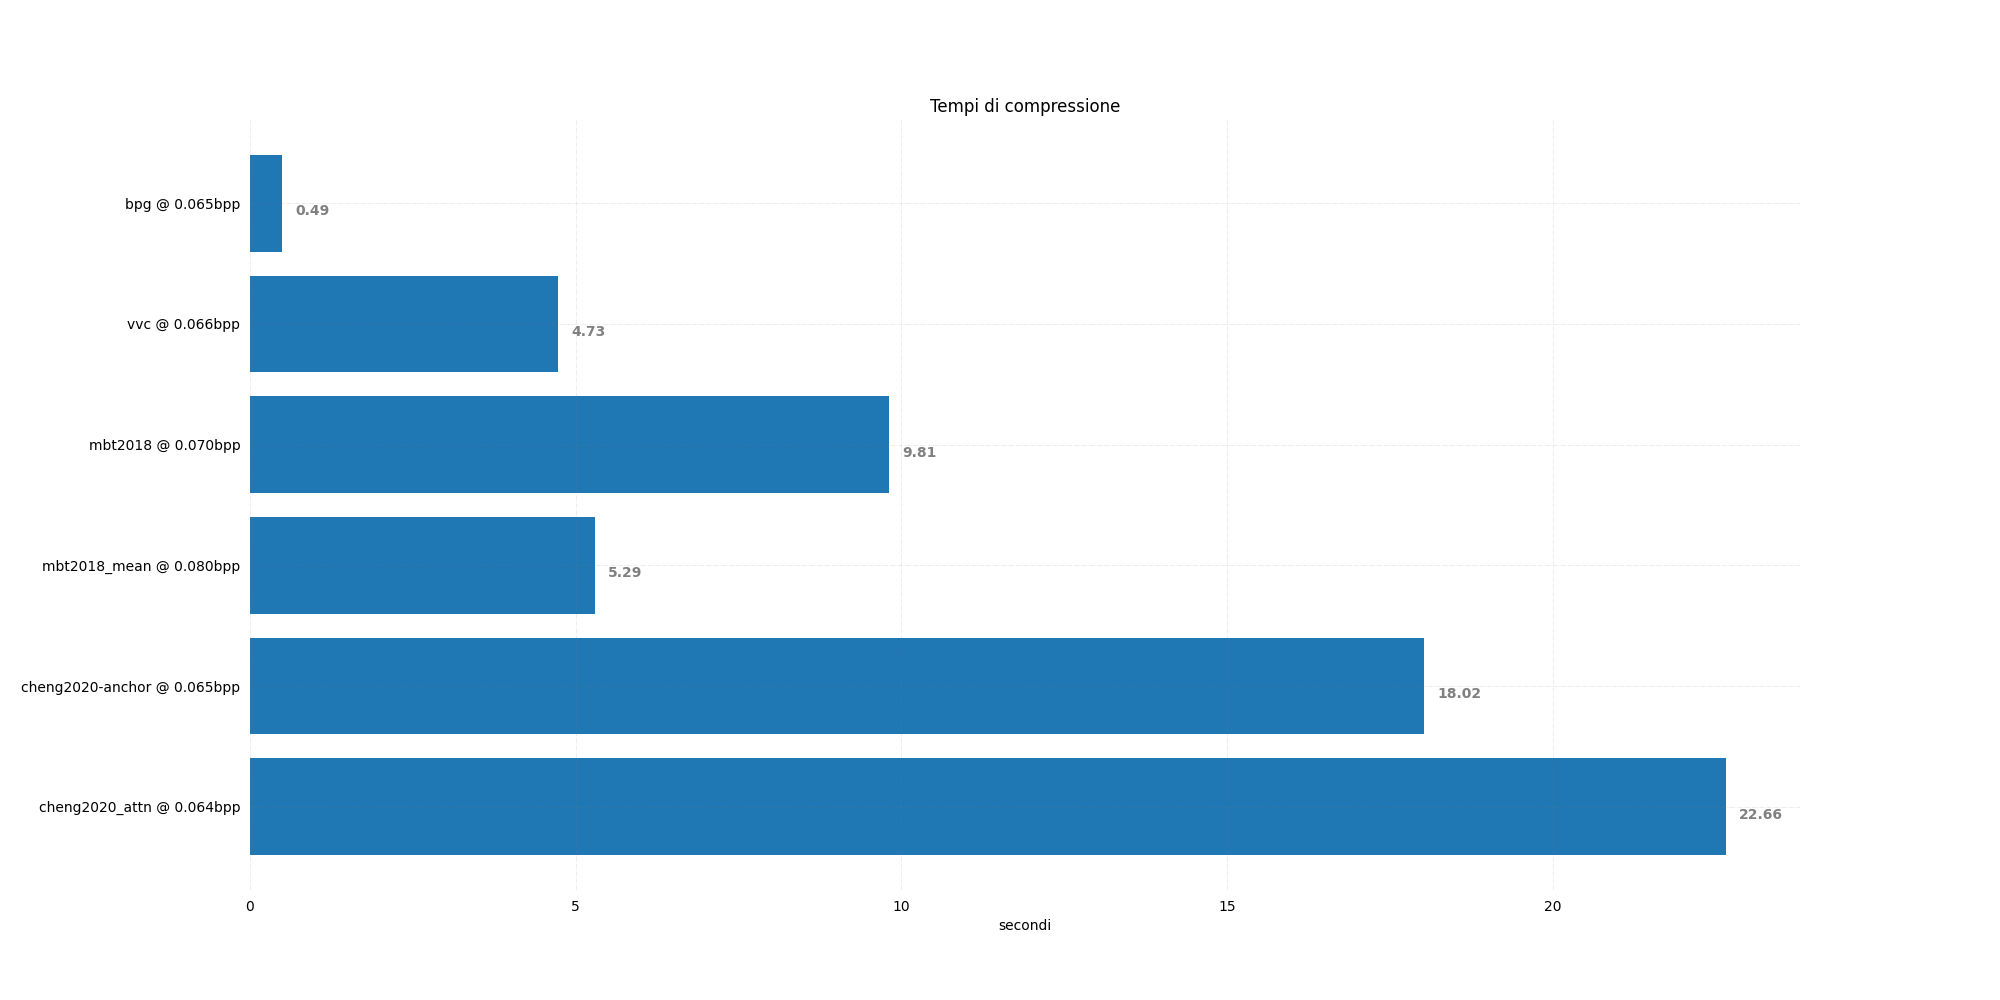 Tempi di compressione
bpg @ 0.065bpp
0.49
vvc @ 0.066bpp
4.73
mbt2018 @ 0.070bpp
9.81
mbt2018_mean @ 0.080bpp
5.29
cheng2020-anchor @ 0.065bpp
18.02
cheng2020_attn @ 0.064bpp
22.66
0 5 10 15 20
secondi